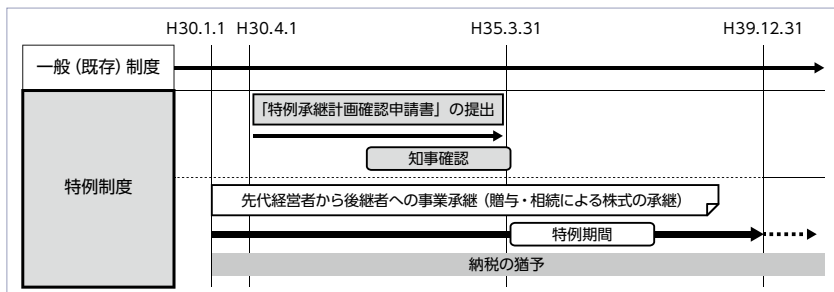 H30.1.1 H30.4.1 H35.3.31 H39.12.31
一般(既存)制度
「特例承継計画確認申請書」の提出
知事確認
特例制度
先代経営者から後継者への事業承継(贈与・相続による株式の承継)
特例期間
納税の猶予